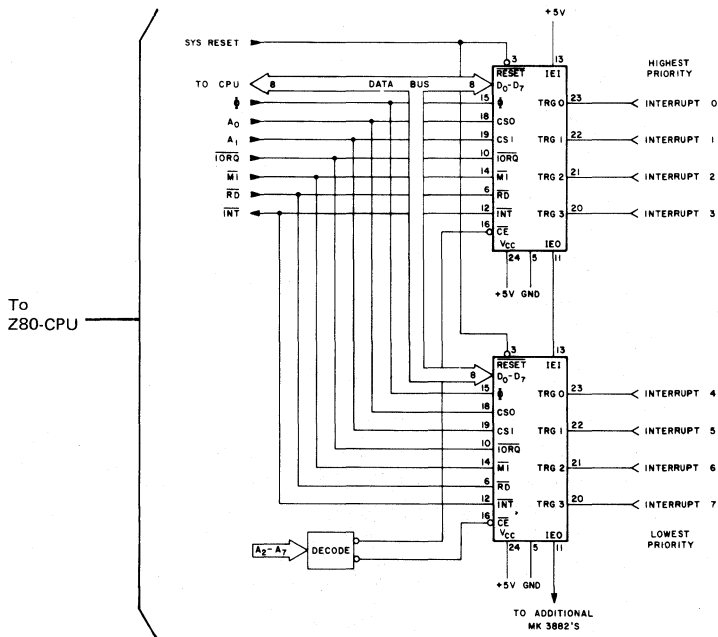 +5V
SYS RESET
3
13
HIGHEST
PRIORITY
RESET
IEI
TO CPU
8
DATA BUS
8
D0-D7
Φ
15
Φ
TRG 0
23
INTERRUPT 0
A0
18
CS0
A1
19
CS1
TRG 1
22
INTERRUPT 1
IORQ
10
IORQ
M1
14
M1
TRG 2
21
INTERRUPT 2
RD
6
RD
INT
12
INT
TRG 3
20
INTERRUPT 3
16
CE
VCC
IEO
24
5
11
+5V GND
To
Z80-CPU
3
13
RESET
IEI
8
D0-D7
15
Φ
TRG 0
23
INTERRUPT 4
18
CS0
19
CS1
TRG 1
22
INTERRUPT 5
10
IORQ
14
M1
TRG 2
21
INTERRUPT 6
6
RD
12
INT
TRG 3
20
INTERRUPT 7
16
CE
A2-A7
DECODE
VCC
IEO
LOWEST
PRIORITY
24
5
11
+5V GND
TO ADDITIONAL
MK 3882'S